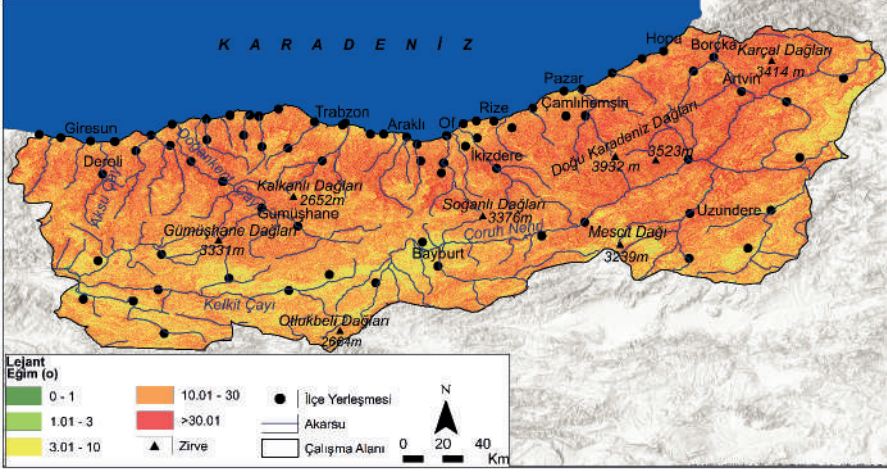 K A R A D E N İ Z
Hopa
Borçka
Karçal Dağları
3414 m
Artvin
Pazar
Çamlıhemşin
Rize
Of
Araklı
Trabzon
Giresun
Doğu Karadeniz Dağları
3523m
3932 m
İkizdere
Dereli
Aksu Çayı
Doğankent Çayı
Kalkanlı Dağları
2652m
Gümüşhane
Soğanlı Dağları
3376m
Uzundere
Gümüşhane Dağları
3331m
Çoruh Nehri
Mescit Dağı
3239m
Bayburt
Kelkit Çayı
Otlukbeli Dağları
2664m
Lejant
Eğim (o)
0 - 1
1.01 - 3
3.01 - 10
10.01 - 30
>30.01
Zirve
İlçe Yerleşmesi
Akarsu
Çalışma Alanı
N
0 20 40
Km